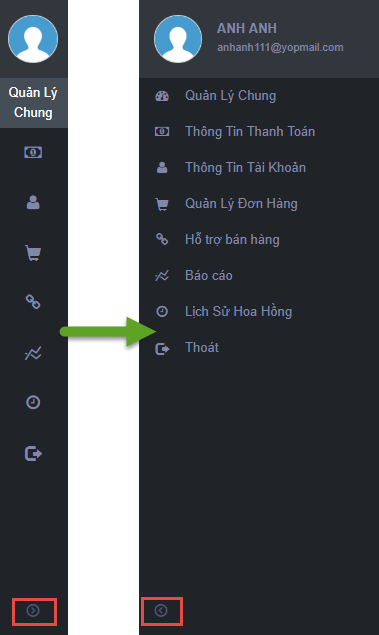 Quản Lý
Chung
ANH ANH
anhanh111@yopmail.com
Quản Lý Chung
Thông Tin Thanh Toán
Thông Tin Tài Khoản
Quản Lý Đơn Hàng
Hỗ trợ bán hàng
Báo cáo
Lịch Sử Hoa Hồng
Thoát